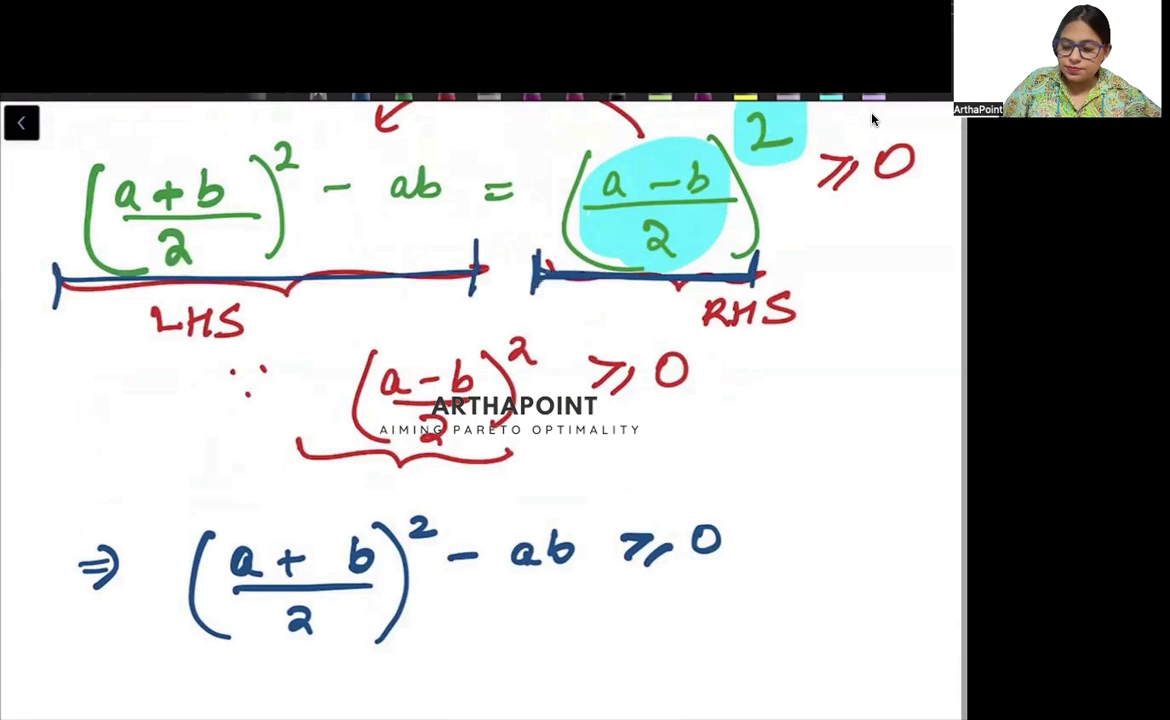 ArthaPoint
((a + b)/2)² - ab = ((a - b)/2)² ⩾ 0
LHS RHS
∵ ((a - b)/2)² ⩾ 0
ARTHAPOINT
AIMING PARETO OPTIMALITY
⇒ ((a + b)/2)² - ab ⩾ 0